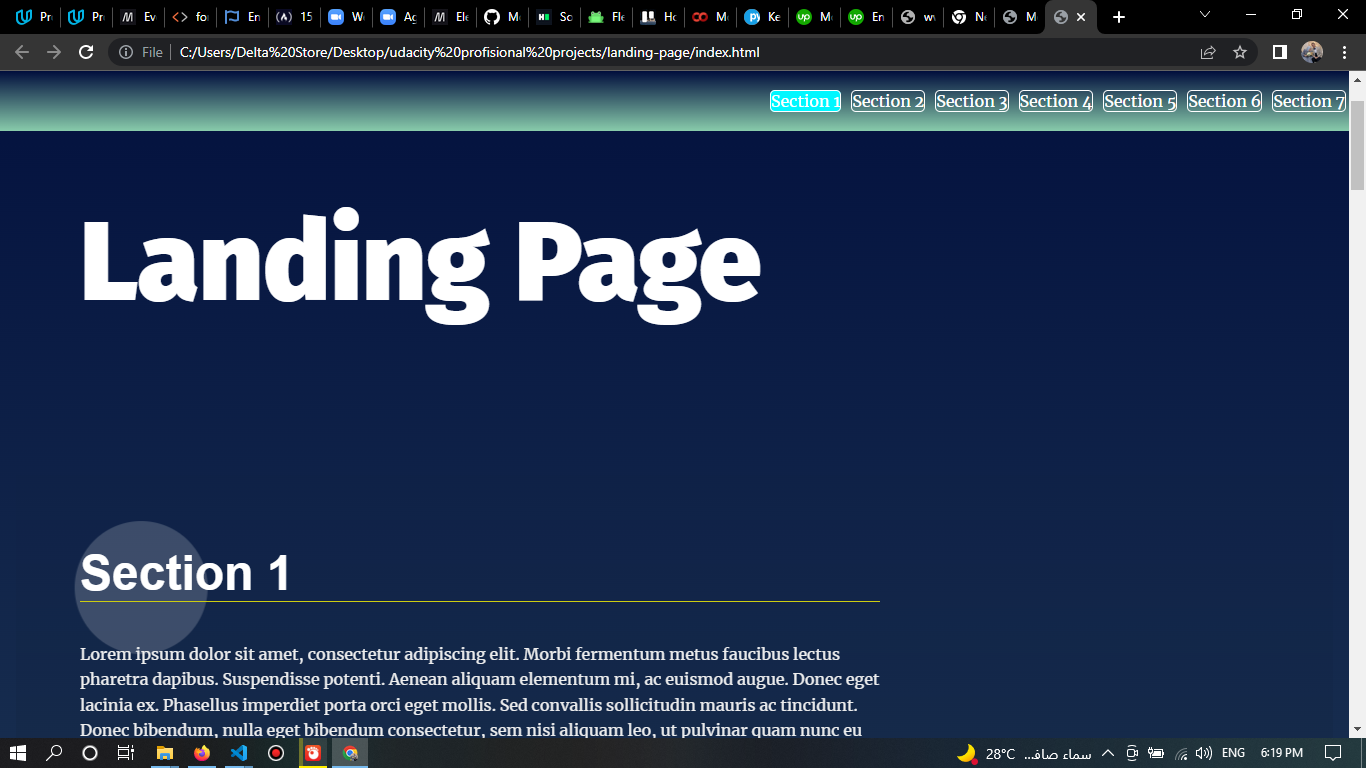 Pr
Pr
Ev
fo
En
15
W
Ag
Ele
M
Sc
Fle
Ho
M
Ke
M
En
w
Ne
M
File
C:/Users/Delta%20Store/Desktop/udacity%20profisional%20projects/landing-page/index.html
Section 1 Section 2 Section 3 Section 4 Section 5 Section 6 Section 7
Landing Page
Section 1
Lorem ipsum dolor sit amet, consectetur adipiscing elit. Morbi fermentum metus faucibus lectus
pharetra dapibus. Suspendisse potenti. Aenean aliquam elementum mi, ac euismod augue. Donec eget
lacinia ex. Phasellus imperdiet porta orci eget mollis. Sed convallis sollicitudin mauris ac tincidunt.
Donec bibendum, nulla eget bibendum consectetur, sem nisi aliquam leo, ut pulvinar quam nunc eu
28°C سماء صافـ...
ENG
6:19 PM